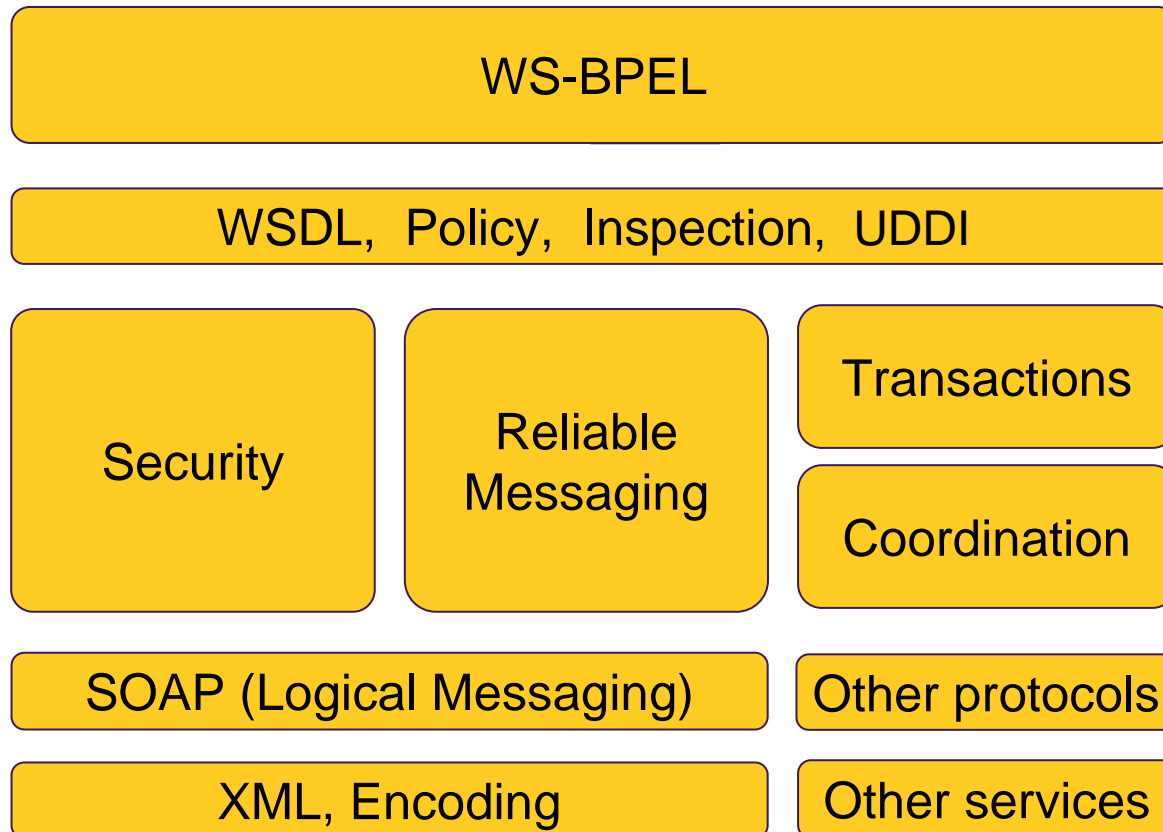 WS-BPEL
WSDL, Policy, Inspection, UDDI
Security
Reliable
Messaging
Transactions
Coordination
SOAP (Logical Messaging)
Other protocols
XML, Encoding
Other services